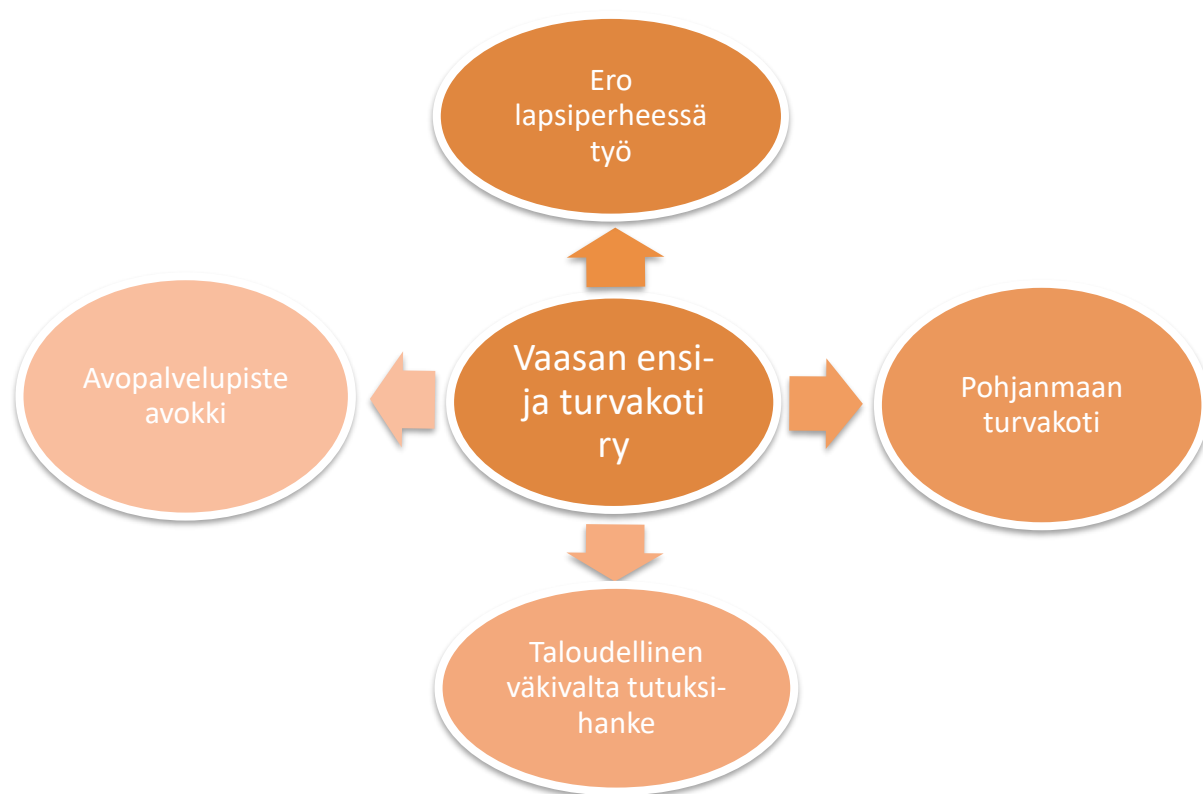 Ero
lapsiperheessä
työ
Avopalvelupiste
avokki
Vaasan ensi-
ja turvakoti
ry
Pohjanmaan
turvakoti
Taloudellinen
väkivalta tutuksi-
hanke